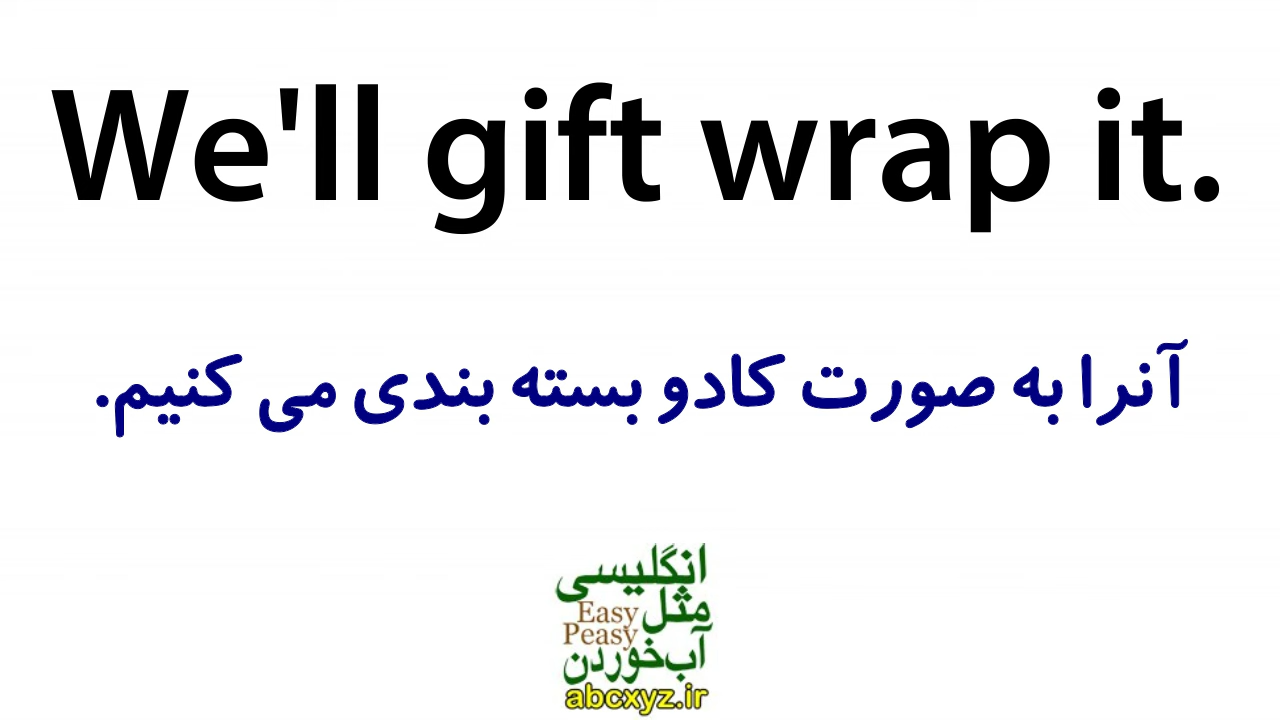 We'll gift wrap it.
آنرا به صورت کادو بسته بندی می کنیم.
انگلیسی
مثل
Easy
Peasy
آب‌خوردن
abcxyz.ir